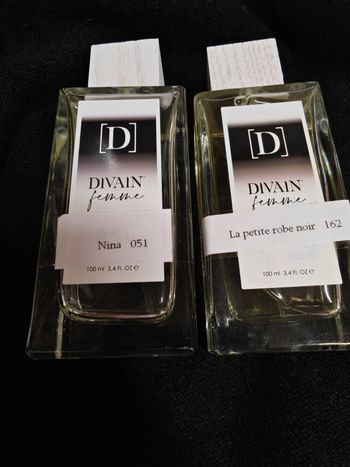 [D]
DIVAIN
femme
Nina 051
100 ml 3.4 FL. OZ ℮
[D]
DIVAIN
femme
La petite robe noir 162
100 ml 3.4 FL. OZ ℮